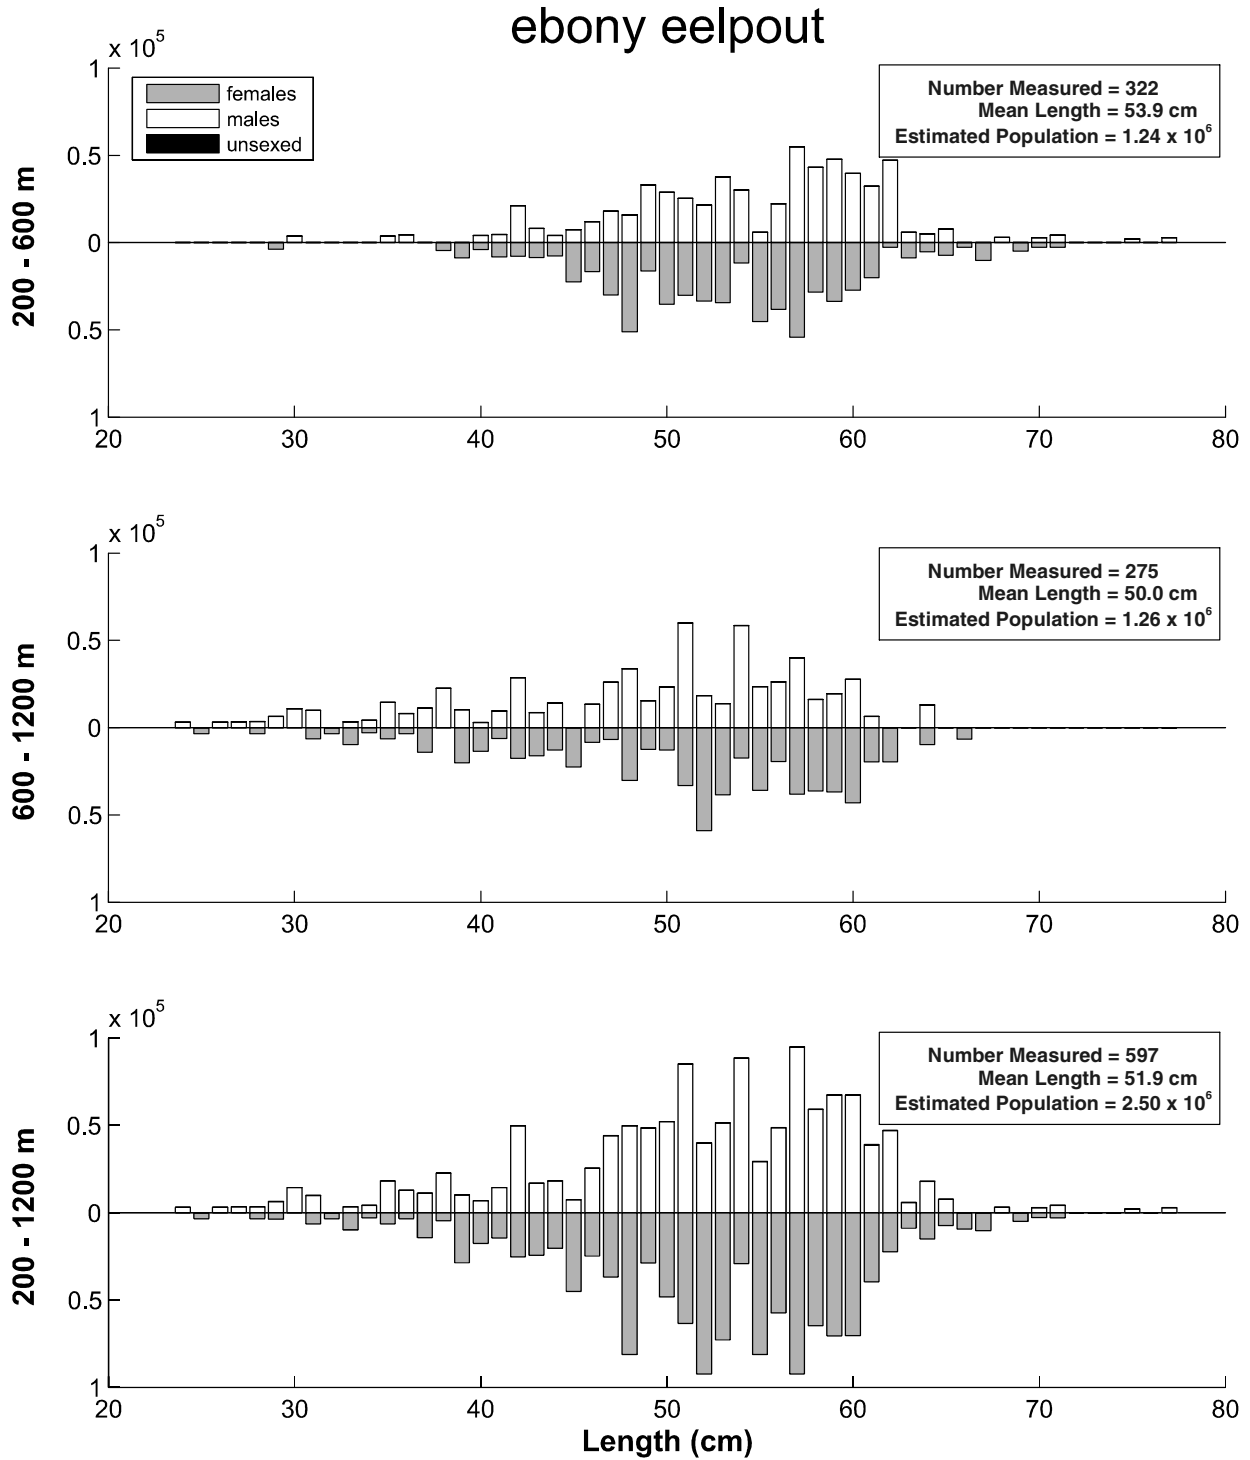 ebony eelpout
x 10^5
1
0.5
0
0.5
1
females
males
unsexed
Number Measured = 322
Mean Length = 53.9 cm
Estimated Population = 1.24 x 10^6
200 - 600 m
20 30 40 50 60 70 80
x 10^5
1
0.5
0
0.5
1
Number Measured = 275
Mean Length = 50.0 cm
Estimated Population = 1.26 x 10^6
600 - 1200 m
20 30 40 50 60 70 80
x 10^5
1
0.5
0
0.5
1
Number Measured = 597
Mean Length = 51.9 cm
Estimated Population = 2.50 x 10^6
200 - 1200 m
20 30 40 50 60 70 80
Length (cm)